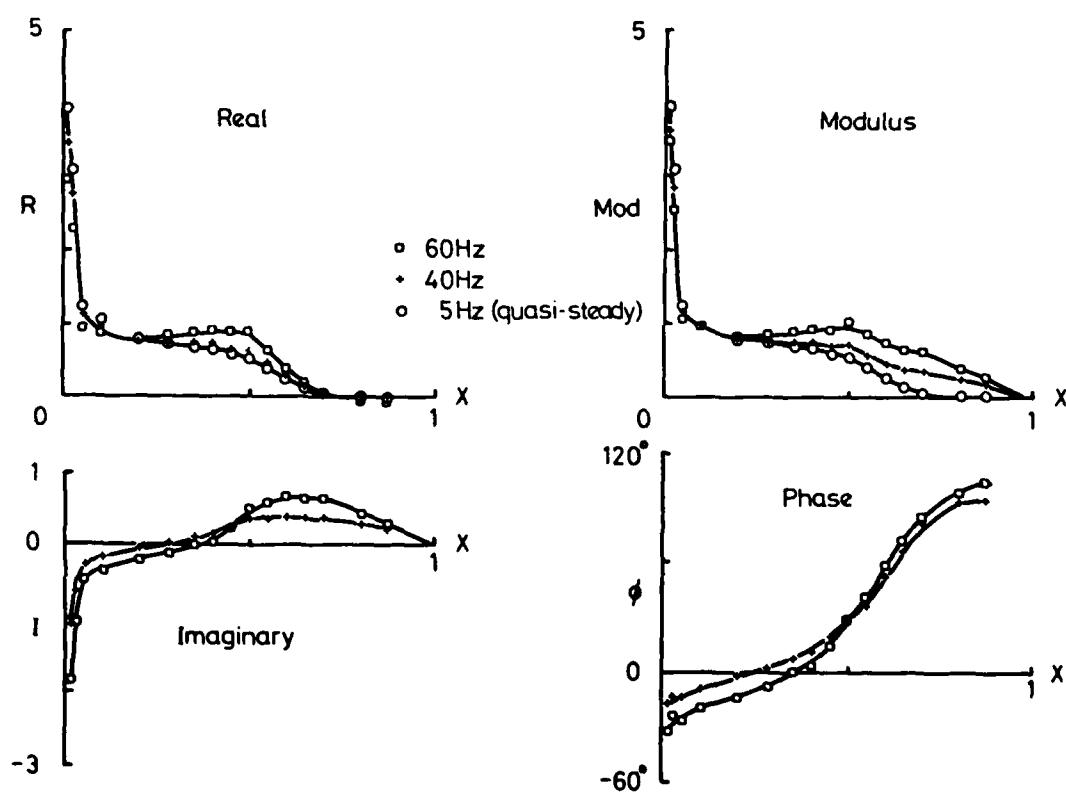 5
Real
R
0
1
X
5
Modulus
Mod
0
1
X
60Hz
40Hz
5Hz (quasi-steady)
1
0
I
-3
Imaginary
1
X
120°
Phase
ϕ
0
-60°
1
X